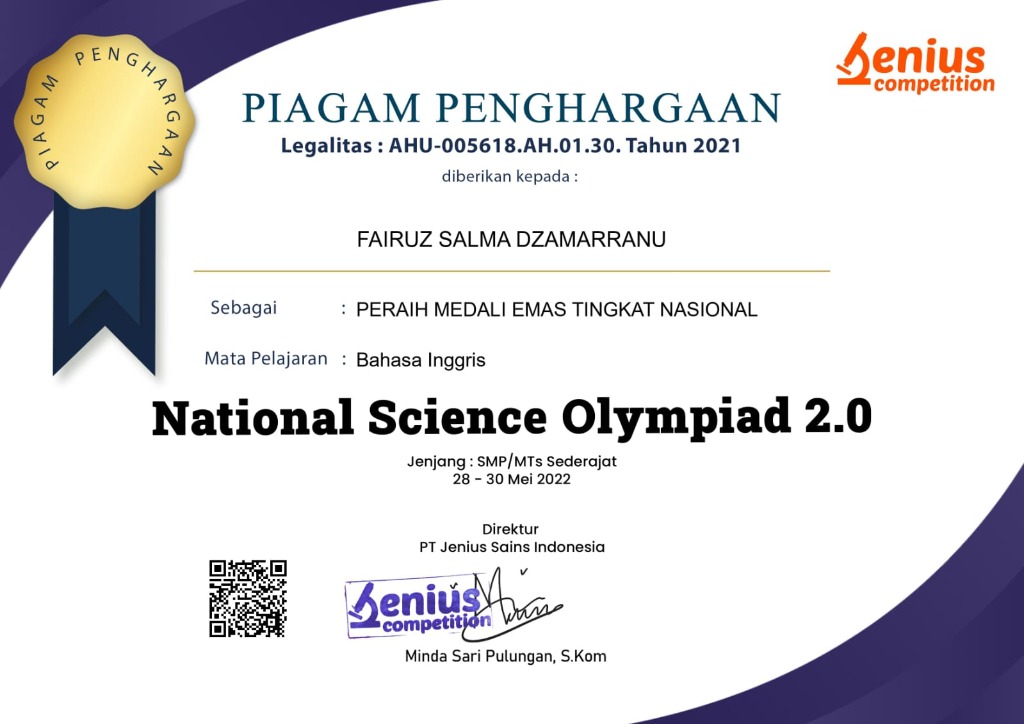 PIAGAM PENGHARGAAN
Jenius
competition
PIAGAM PENGHARGAAN
Legalitas : AHU-005618.AH.01.30. Tahun 2021
diberikan kepada :
FAIRUZ SALMA DZAMARRANU
Sebagai : PERAIH MEDALI EMAS TINGKAT NASIONAL
Mata Pelajaran : Bahasa Inggris
National Science Olympiad 2.0
Jenjang : SMP/MTs Sederajat
28 - 30 Mei 2022
Direktur
PT Jenius Sains Indonesia
Jenius
competition
Minda Sari Pulungan, S.Kom